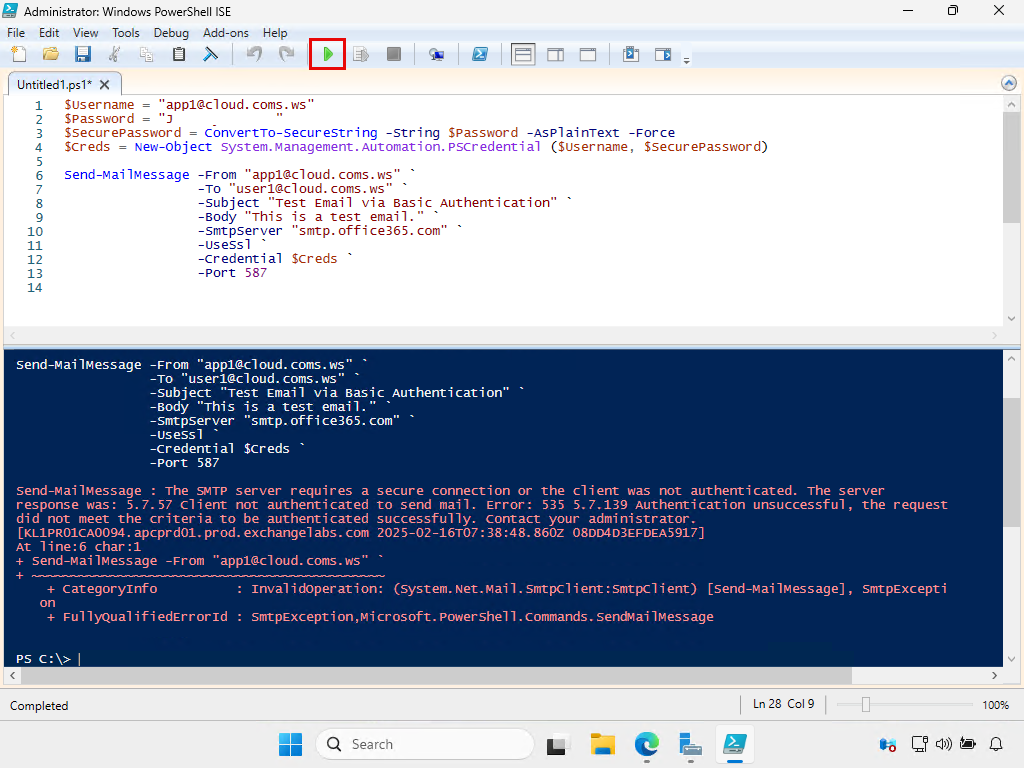 Administrator: Windows PowerShell ISE
File Edit View Tools Debug Add-ons Help
Untitled1.ps1*
1 $Username = "app1@cloud.coms.ws"
2 $Password = "J "
3 $SecurePassword = ConvertTo-SecureString -String $Password -AsPlainText -Force
4 $Creds = New-Object System.Management.Automation.PSCredential ($Username, $SecurePassword)
5
6 Send-MailMessage -From "app1@cloud.coms.ws" `
7 -To "user1@cloud.coms.ws" `
8 -Subject "Test Email via Basic Authentication" `
9 -Body "This is a test email." `
10 -SmtpServer "smtp.office365.com" `
11 -UseSsl `
12 -Credential $Creds `
13 -Port 587
14
Send-MailMessage -From "app1@cloud.coms.ws" `
-To "user1@cloud.coms.ws" `
-Subject "Test Email via Basic Authentication" `
-Body "This is a test email." `
-SmtpServer "smtp.office365.com" `
-UseSsl `
-Credential $Creds `
-Port 587
Send-MailMessage : The SMTP server requires a secure connection or the client was not authenticated. The server
response was: 5.7.57 Client not authenticated to send mail. Error: 535 5.7.139 Authentication unsuccessful, the request
did not meet the criteria to be authenticated successfully. Contact your administrator.
[KL1PR01CA0094.apcprd01.prod.exchangelabs.com 2025-02-16T07:38:48.860Z 08DD4D3EFDEA5917]
At line:6 char:1
+ Send-MailMessage -From "app1@cloud.coms.ws" `
+ ~~~~~~~~~~~~~~~~~~~~~~~~~~~~~~~~~~~~~~~~~~~~~
+ CategoryInfo : InvalidOperation: (System.Net.Mail.SmtpClient:SmtpClient) [Send-MailMessage], SmtpExcepti
on
+ FullyQualifiedErrorId : SmtpException,Microsoft.PowerShell.Commands.SendMailMessage
PS C:\>
Completed
Ln 28 Col 9
100%
Search